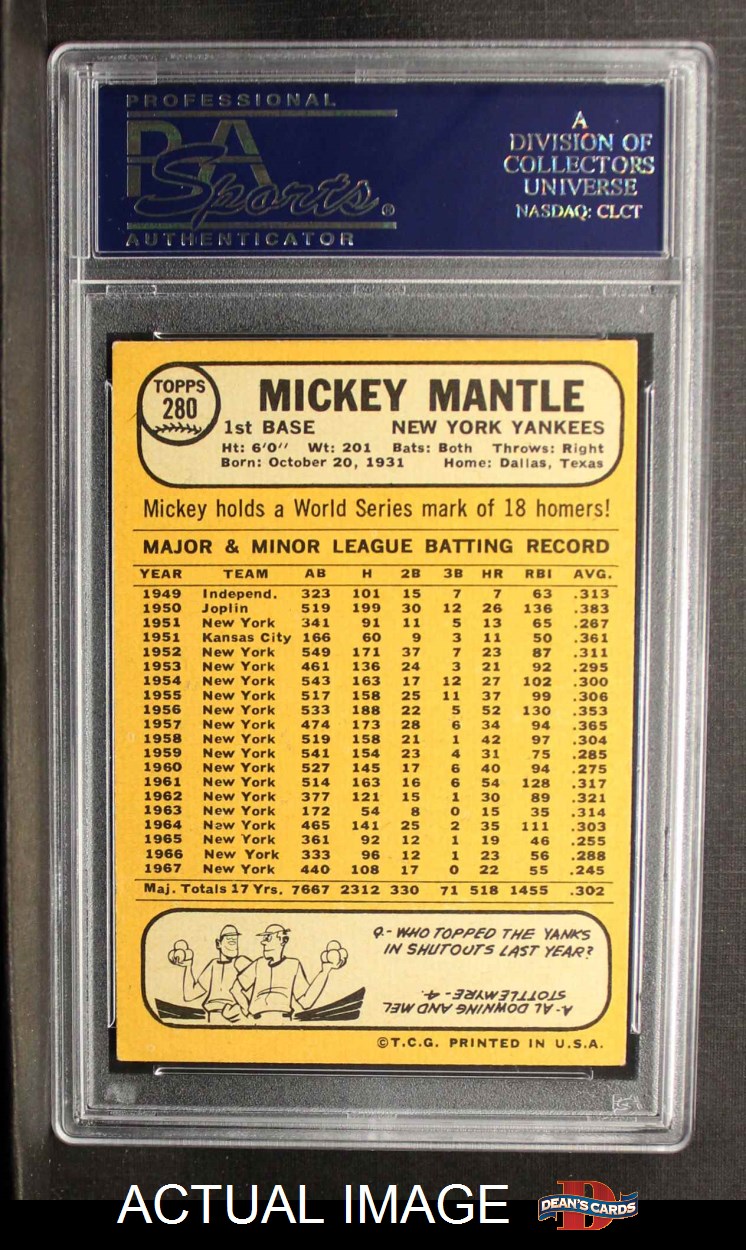 PROFESSIONAL
PSA
Sports®
AUTHENTICATOR
A
DIVISION OF
COLLECTORS
UNIVERSE
NASDAQ: CLCT
TOPPS
280
MICKEY MANTLE
1st BASE NEW YORK YANKEES
Ht: 6'0'' Wt: 201 Bats: Both Throws: Right
Born: October 20, 1931 Home: Dallas, Texas
Mickey holds a World Series mark of 18 homers!
MAJOR & MINOR LEAGUE BATTING RECORD
YEAR TEAM AB H 2B 3B HR RBI AVG.
1949 Independ. 323 101 15 7 7 63 .313
1950 Joplin 519 199 30 12 26 136 .383
1951 New York 341 91 11 5 13 65 .267
1951 Kansas City 166 60 9 3 11 50 .361
1952 New York 549 171 37 7 23 87 .311
1953 New York 461 136 24 3 21 92 .295
1954 New York 543 163 17 12 27 102 .300
1955 New York 517 158 25 11 37 99 .306
1956 New York 533 188 22 5 52 130 .353
1957 New York 474 173 28 6 34 94 .365
1958 New York 519 158 21 1 42 97 .304
1959 New York 541 154 23 4 31 75 .285
1960 New York 527 145 17 6 40 94 .275
1961 New York 514 163 16 6 54 128 .317
1962 New York 377 121 15 1 30 89 .321
1963 New York 172 54 8 0 15 35 .314
1964 New York 465 141 25 2 35 111 .303
1965 New York 361 92 12 1 19 46 .255
1966 New York 333 96 12 1 23 56 .288
1967 New York 440 108 17 0 22 55 .245
Maj. Totals 17 Yrs. 7667 2312 330 71 518 1455 .302
Q- WHO TOPPED THE YANKS
IN SHUTOUTS LAST YEAR?
A- AL DOWNING AND MEL
STOTTLEMYRE - 4.
©T.C.G. PRINTED IN U.S.A.
ACTUAL IMAGE
D
DEAN'S CARDS